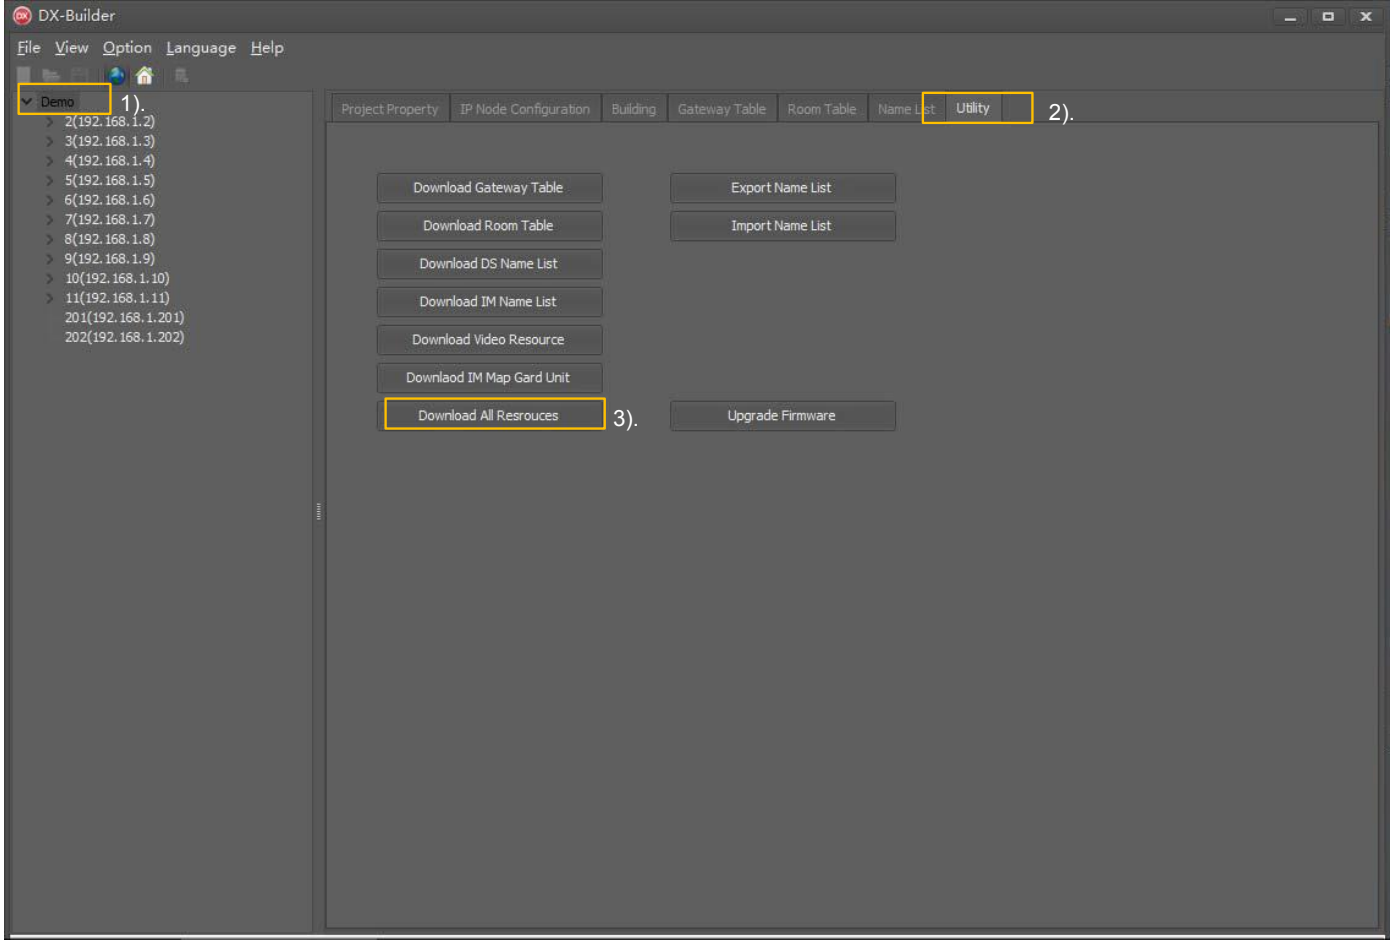 DX-Builder
File View Option Language Help
Demo 1).
2(192.168.1.2)
3(192.168.1.3)
4(192.168.1.4)
5(192.168.1.5)
6(192.168.1.6)
7(192.168.1.7)
8(192.168.1.8)
9(192.168.1.9)
10(192.168.1.10)
11(192.168.1.11)
201(192.168.1.201)
202(192.168.1.202)
Project Property IP Node Configuration Building Gateway Table Room Table Name List Utility 2).
Download Gateway Table Export Name List
Download Room Table Import Name List
Download DS Name List
Download IM Name List
Download Video Resource
Downlaod IM Map Gard Unit
Download All Resrouces 3). Upgrade Firmware